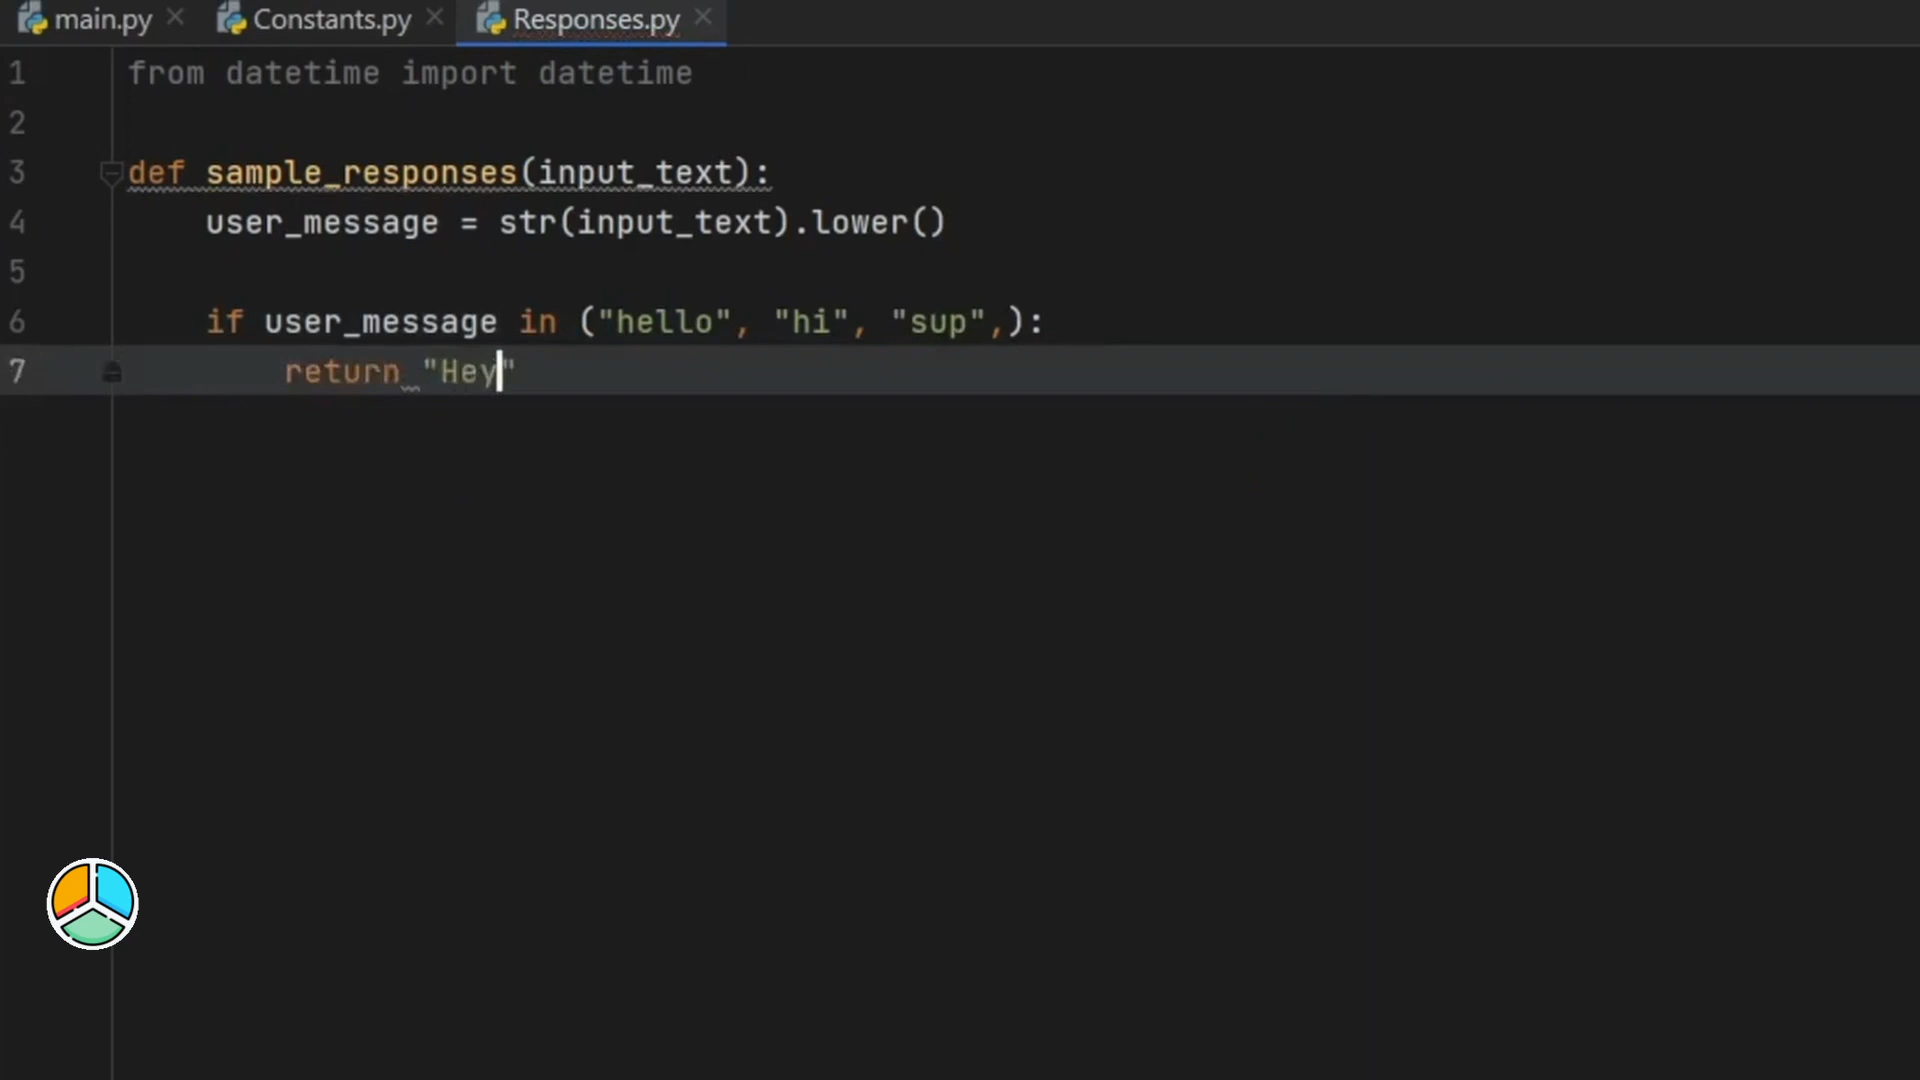 main.py Constants.py Responses.py
1 from datetime import datetime
2
3 def sample_responses(input_text):
4 user_message = str(input_text).lower()
5
6 if user_message in ("hello", "hi", "sup",):
7 return "Hey"